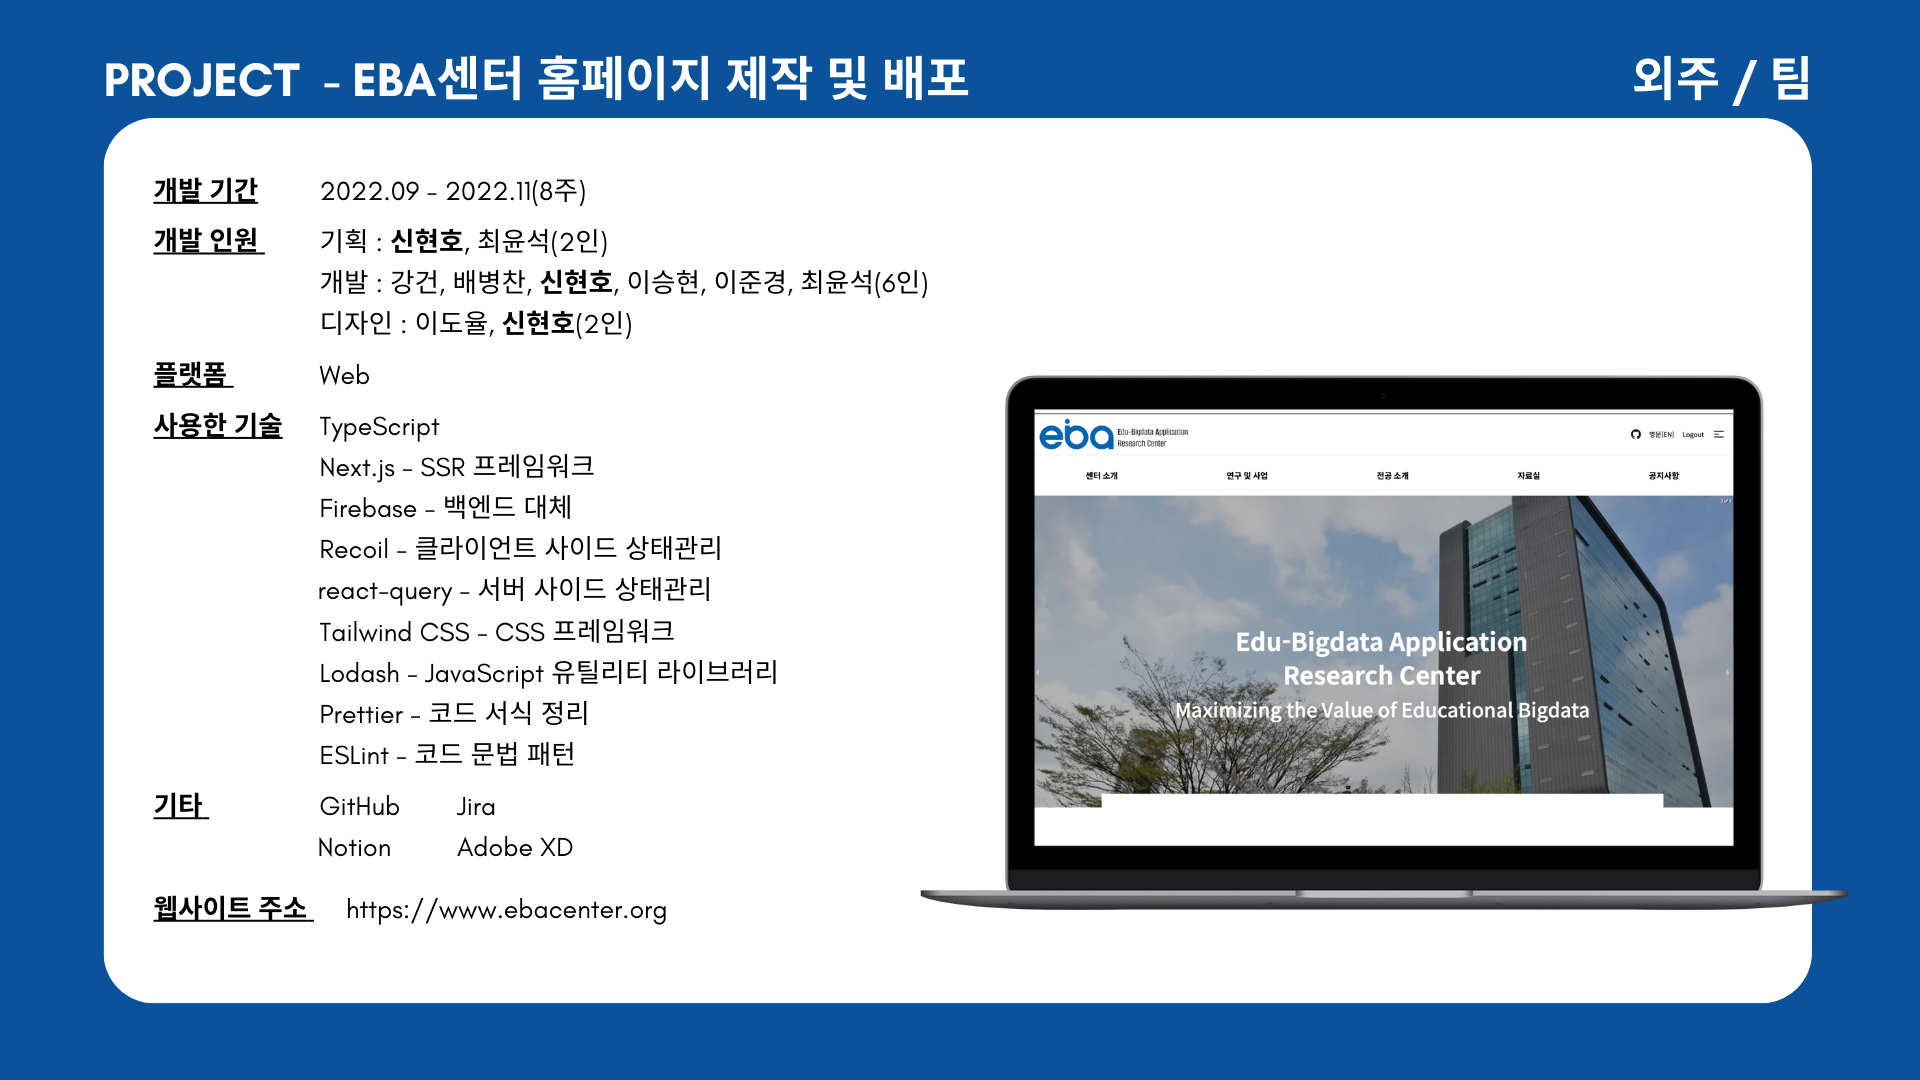 PROJECT - EBA센터 홈페이지 제작 및 배포
외주 / 팀
개발 기간 2022.09 - 2022.11(8주)
개발 인원 기획 : 신현호, 최윤석(2인)
개발 : 강건, 배병찬, 신현호, 이승현, 이준경, 최윤석(6인)
디자인 : 이도율, 신현호(2인)
플랫폼 Web
사용한 기술 TypeScript
Next.js - SSR 프레임워크
Firebase - 백엔드 대체
Recoil - 클라이언트 사이드 상태관리
react-query - 서버 사이드 상태관리
Tailwind CSS - CSS 프레임워크
Lodash - JavaScript 유틸리티 라이브러리
Prettier - 코드 서식 정리
ESLint - 코드 문법 패턴
기타 GitHub Jira
Notion Adobe XD
웹사이트 주소 https://www.ebacenter.org
eba Edu-Bigdata Application
Research Center
영문(EN) Logout
센터 소개 연구 및 사업 전공 소개 자료실 공지사항
Edu-Bigdata Application
Research Center
Maximizing the Value of Educational Bigdata